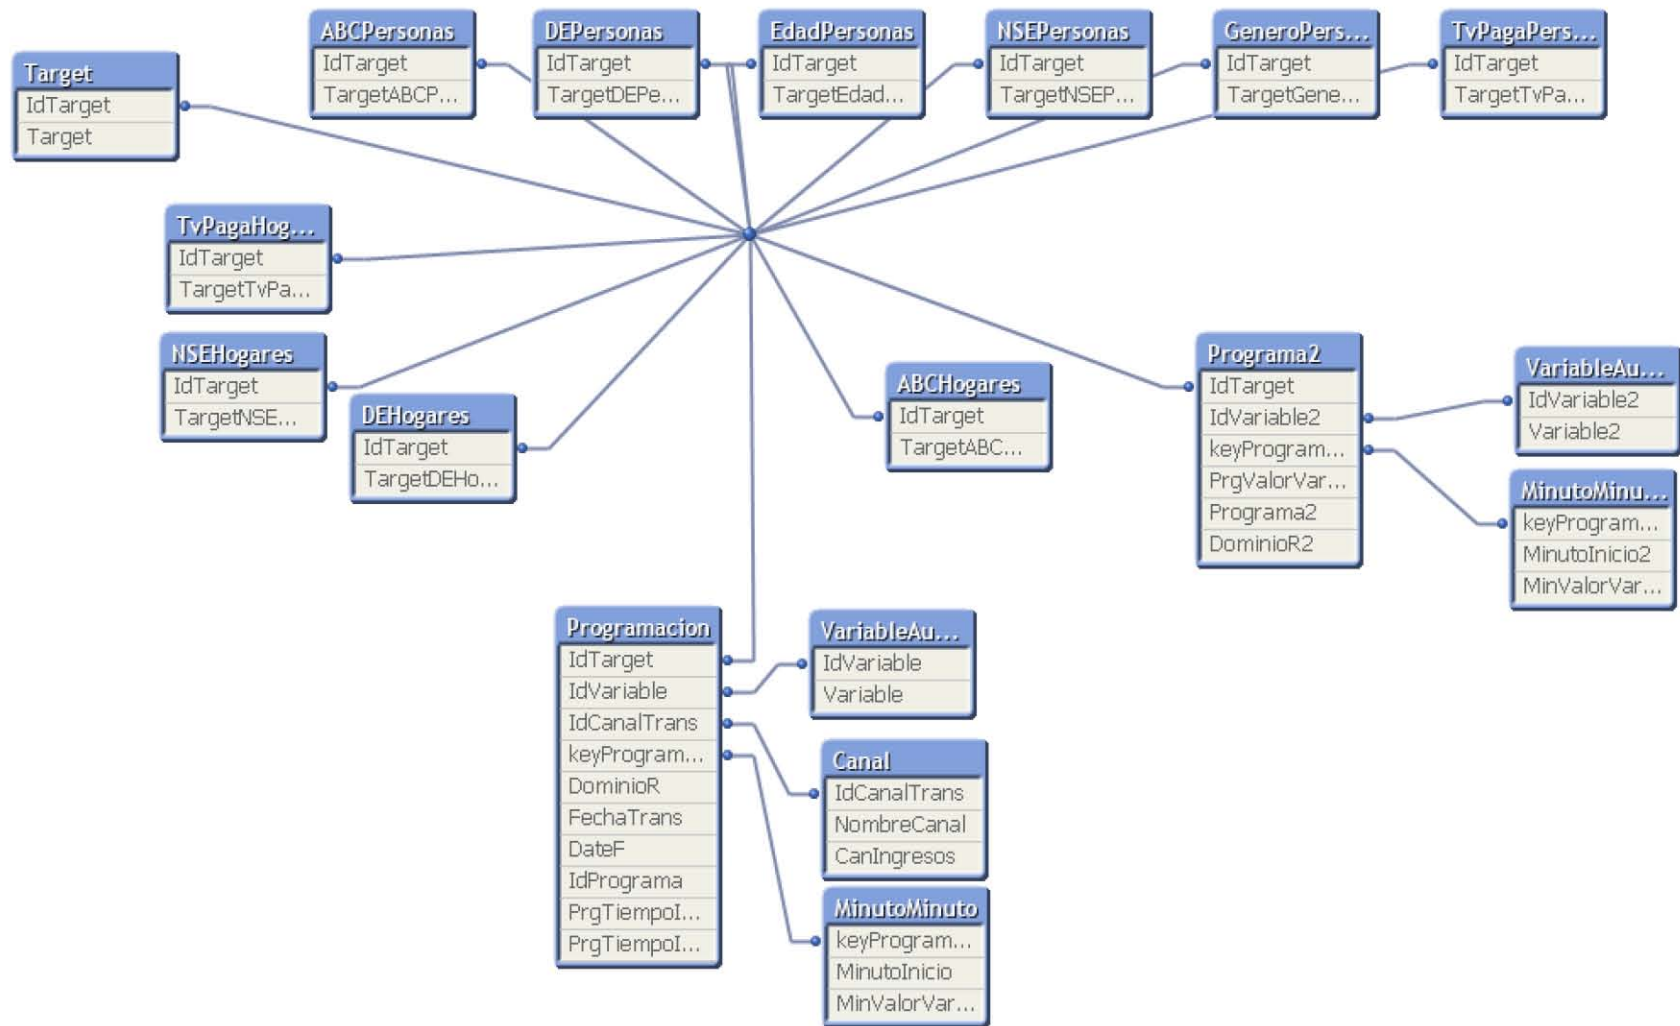 Target
IdTarget
Target
ABCPersonas
IdTarget
TargetABCP...
DEPersonas
IdTarget
TargetDEPe...
EdadPersonas
IdTarget
TargetEdad...
NSEPersonas
IdTarget
TargetNSEP...
GeneroPers...
IdTarget
TargetGene...
TvPagaPers...
IdTarget
TargetTvPa...
TvPagaHog...
IdTarget
TargetTvPa...
NSEHogares
IdTarget
TargetNSE...
DEHogares
IdTarget
TargetDEHo...
ABCHogares
IdTarget
TargetABC...
Programa2
IdTarget
IdVariable2
keyProgram...
PrgValorVar...
Programa2
DominioR2
VariableAu...
IdVariable2
Variable2
MinutoMinu...
keyProgram...
MinutoInicio2
MinValorVar...
Programacion
IdTarget
IdVariable
IdCanalTrans
keyProgram...
DominioR
FechaTrans
DateF
IdPrograma
PrgTiempoI...
PrgTiempoI...
VariableAu...
IdVariable
Variable
Canal
IdCanalTrans
NombreCanal
CanIngresos
MinutoMinuto
keyProgram...
MinutoInicio
MinValorVar...